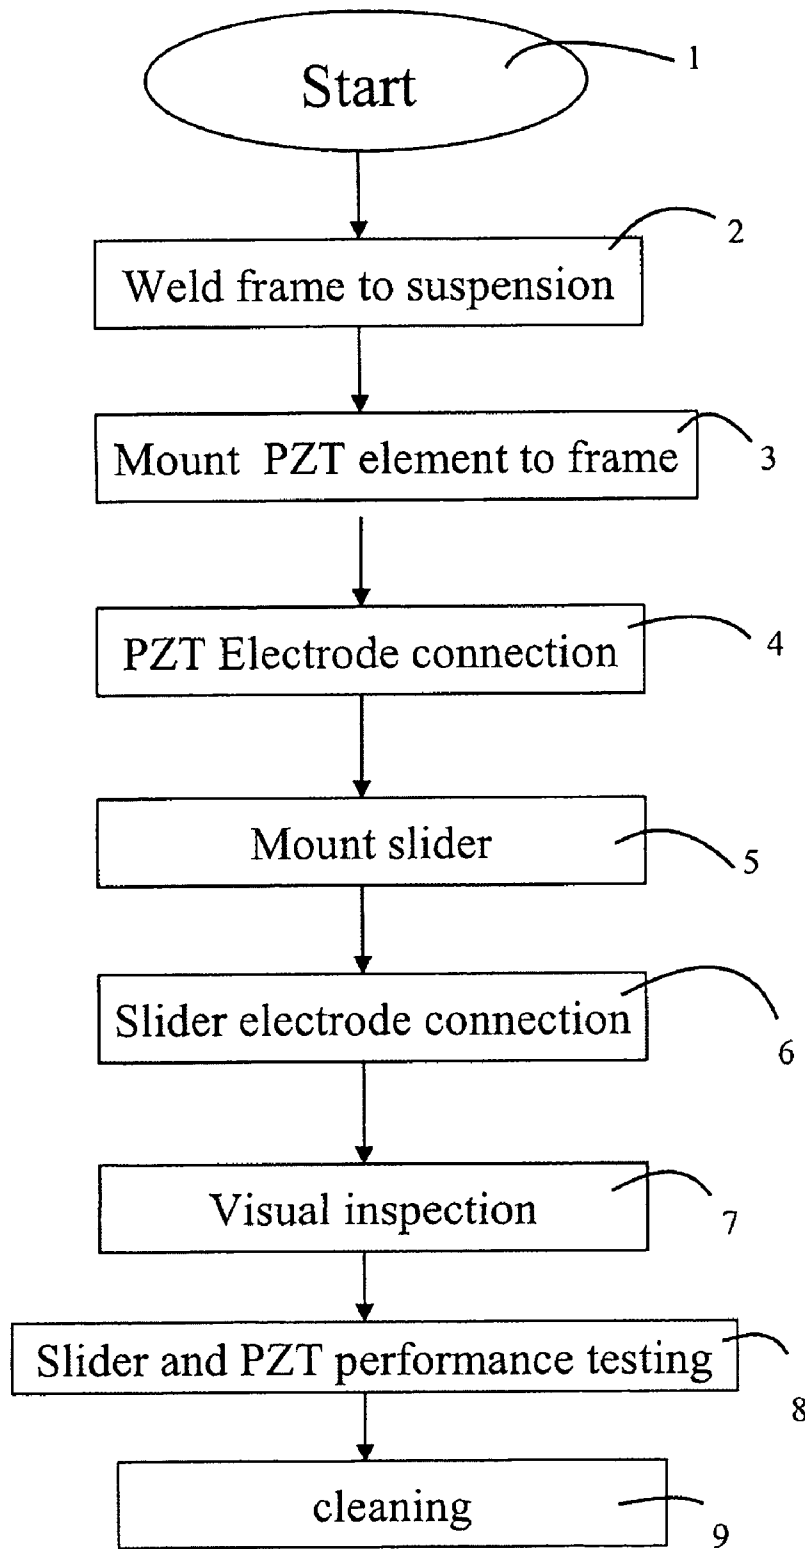 Start
1
Weld frame to suspension
2
Mount PZT element to frame
3
PZT Electrode connection
4
Mount slider
5
Slider electrode connection
6
Visual inspection
7
Slider and PZT performance testing
8
cleaning
9